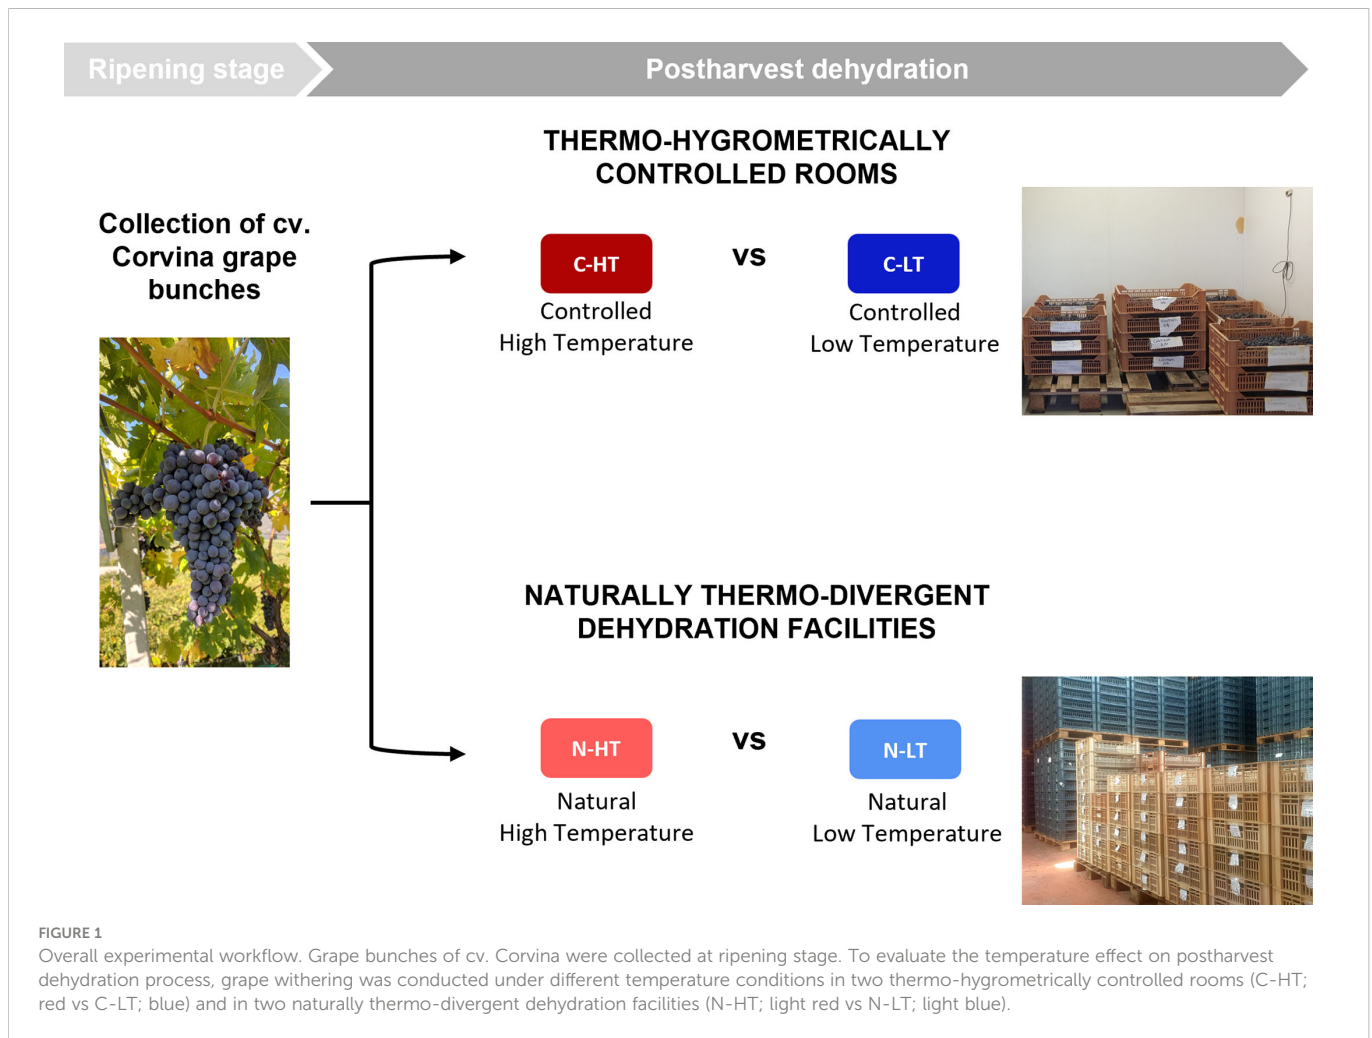 Ripening stage
Postharvest dehydration
THERMO-HYGROMETRICALLY
CONTROLLED ROOMS
Collection of cv.
Corvina grape
bunches
C-HT
vs
C-LT
Controlled
High Temperature
Controlled
Low Temperature
NATURALLY THERMO-DIVERGENT
DEHYDRATION FACILITIES
N-HT
vs
N-LT
Natural
High Temperature
Natural
Low Temperature
FIGURE 1
Overall experimental workflow. Grape bunches of cv. Corvina were collected at ripening stage. To evaluate the temperature effect on postharvest
dehydration process, grape withering was conducted under different temperature conditions in two thermo-hygrometrically controlled rooms (C-HT;
red vs C-LT; blue) and in two naturally thermo-divergent dehydration facilities (N-HT; light red vs N-LT; light blue).